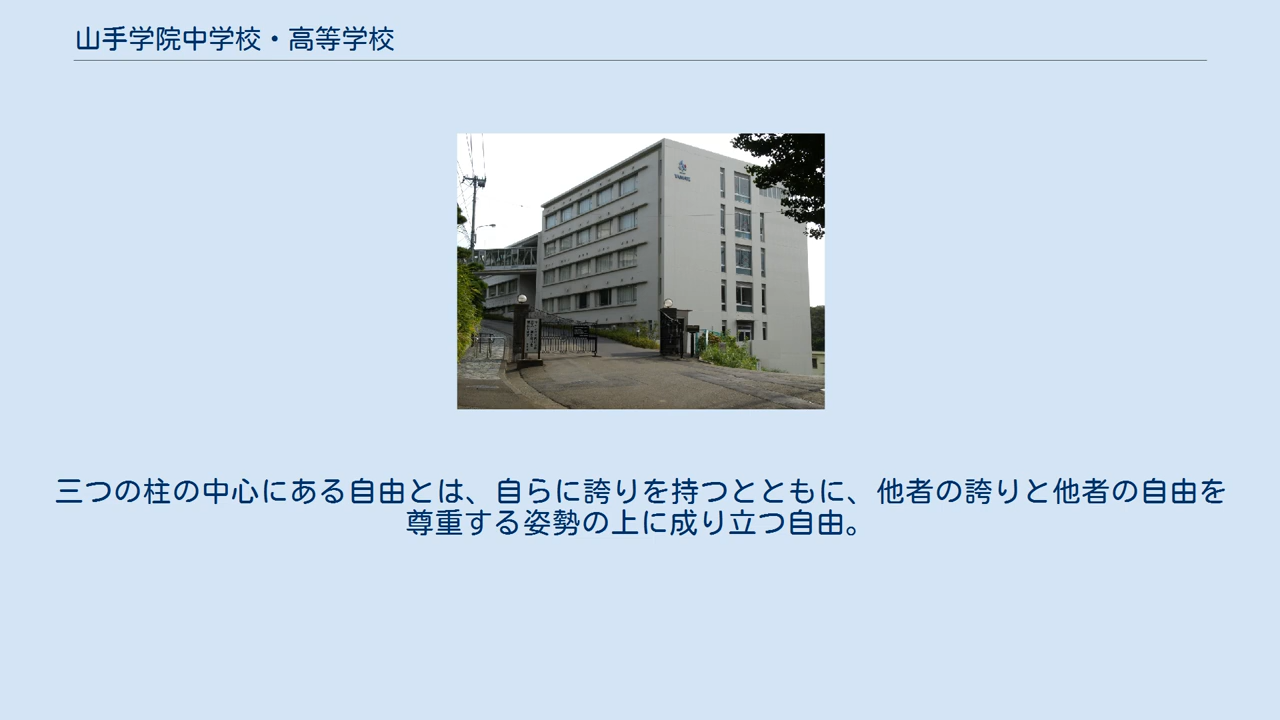 山手学院中学校・高等学校
三つの柱の中心にある自由とは、自らに誇りを持つとともに、他者の誇りと他者の自由を
尊重する姿勢の上に成り立つ自由。